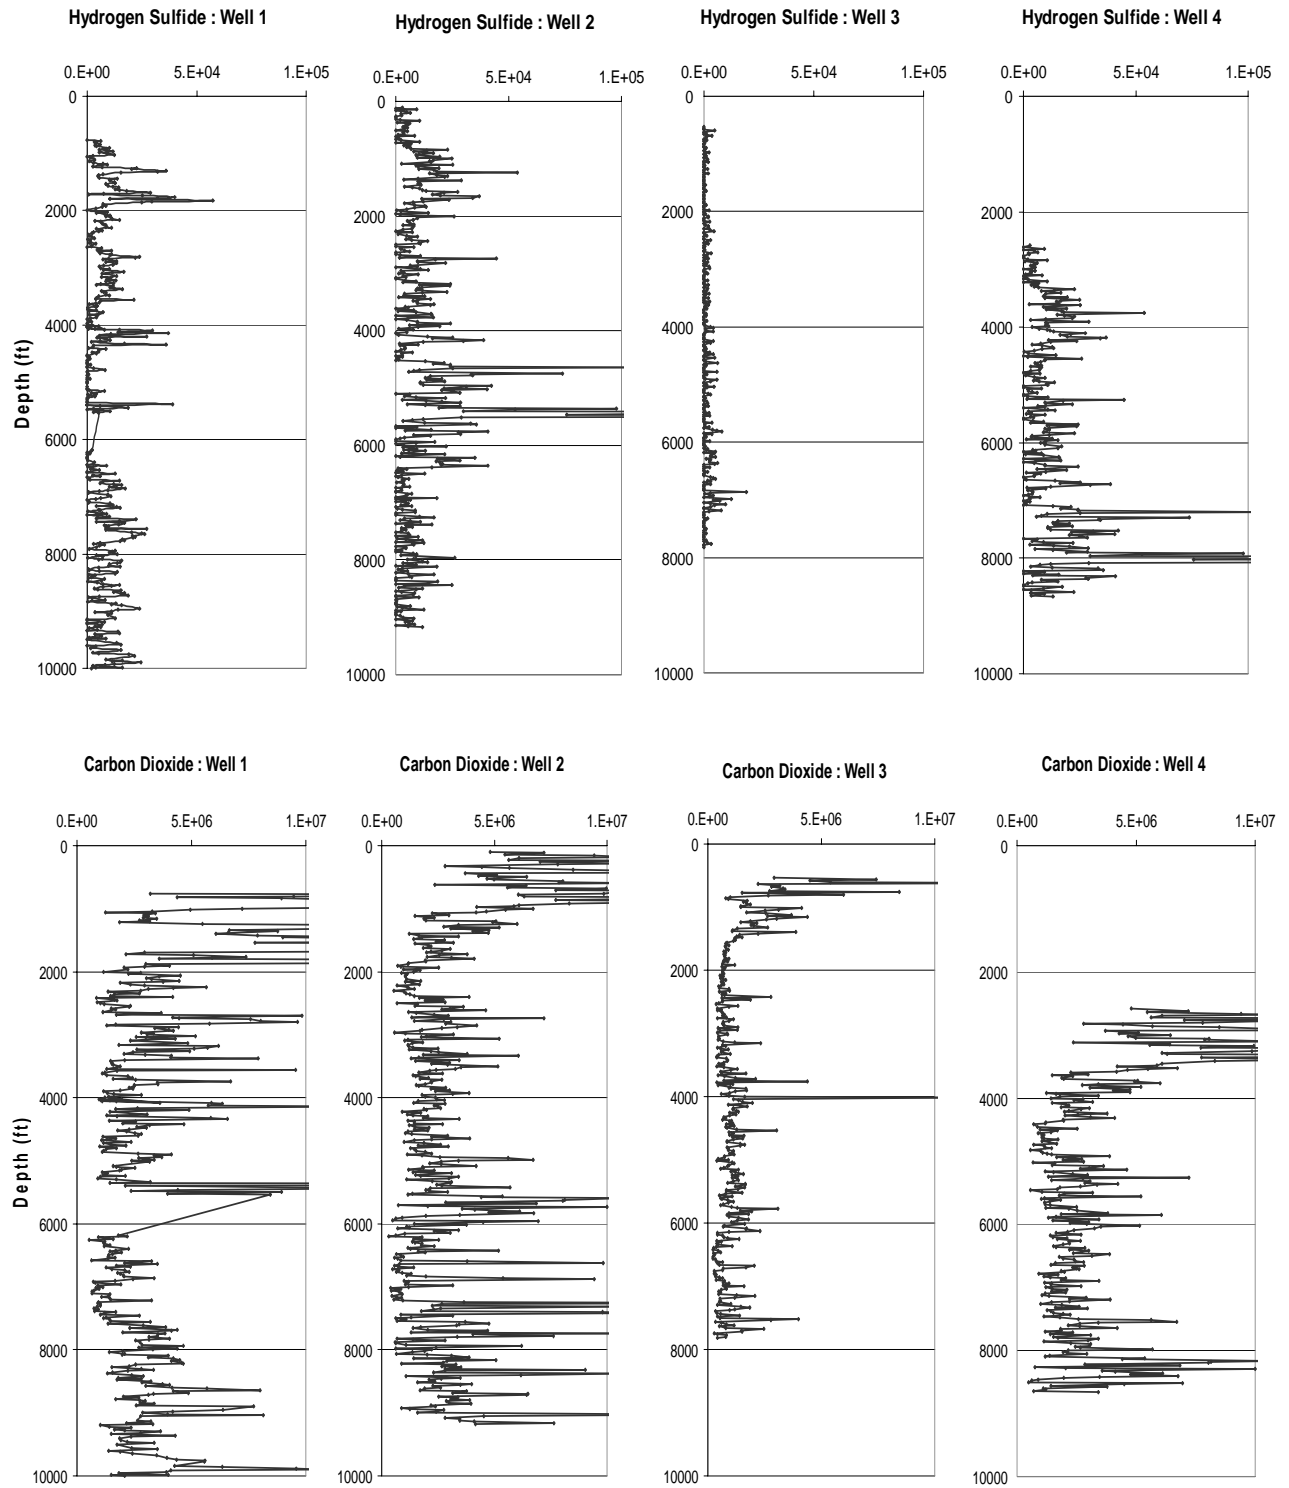 Hydrogen Sulfide : Well 1
Hydrogen Sulfide : Well 2
Hydrogen Sulfide : Well 3
Hydrogen Sulfide : Well 4
0.E+00 5.E+04 1.E+05
0.E+00 5.E+04 1.E+05
0.E+00 5.E+04 1.E+05
0.E+00 5.E+04 1.E+05
0
2000
4000
6000
8000
10000
Depth (ft)
0
2000
4000
6000
8000
10000
0
2000
4000
6000
8000
10000
0
2000
4000
6000
8000
10000
Carbon Dioxide : Well 1
Carbon Dioxide : Well 2
Carbon Dioxide : Well 3
Carbon Dioxide : Well 4
0.E+00 5.E+06 1.E+07
0.E+00 5.E+06 1.E+07
0.E+00 5.E+06 1.E+07
0.E+00 5.E+06 1.E+07
0
2000
4000
6000
8000
10000
Depth (ft)
0
2000
4000
6000
8000
10000
0
2000
4000
6000
8000
10000
0
2000
4000
6000
8000
10000